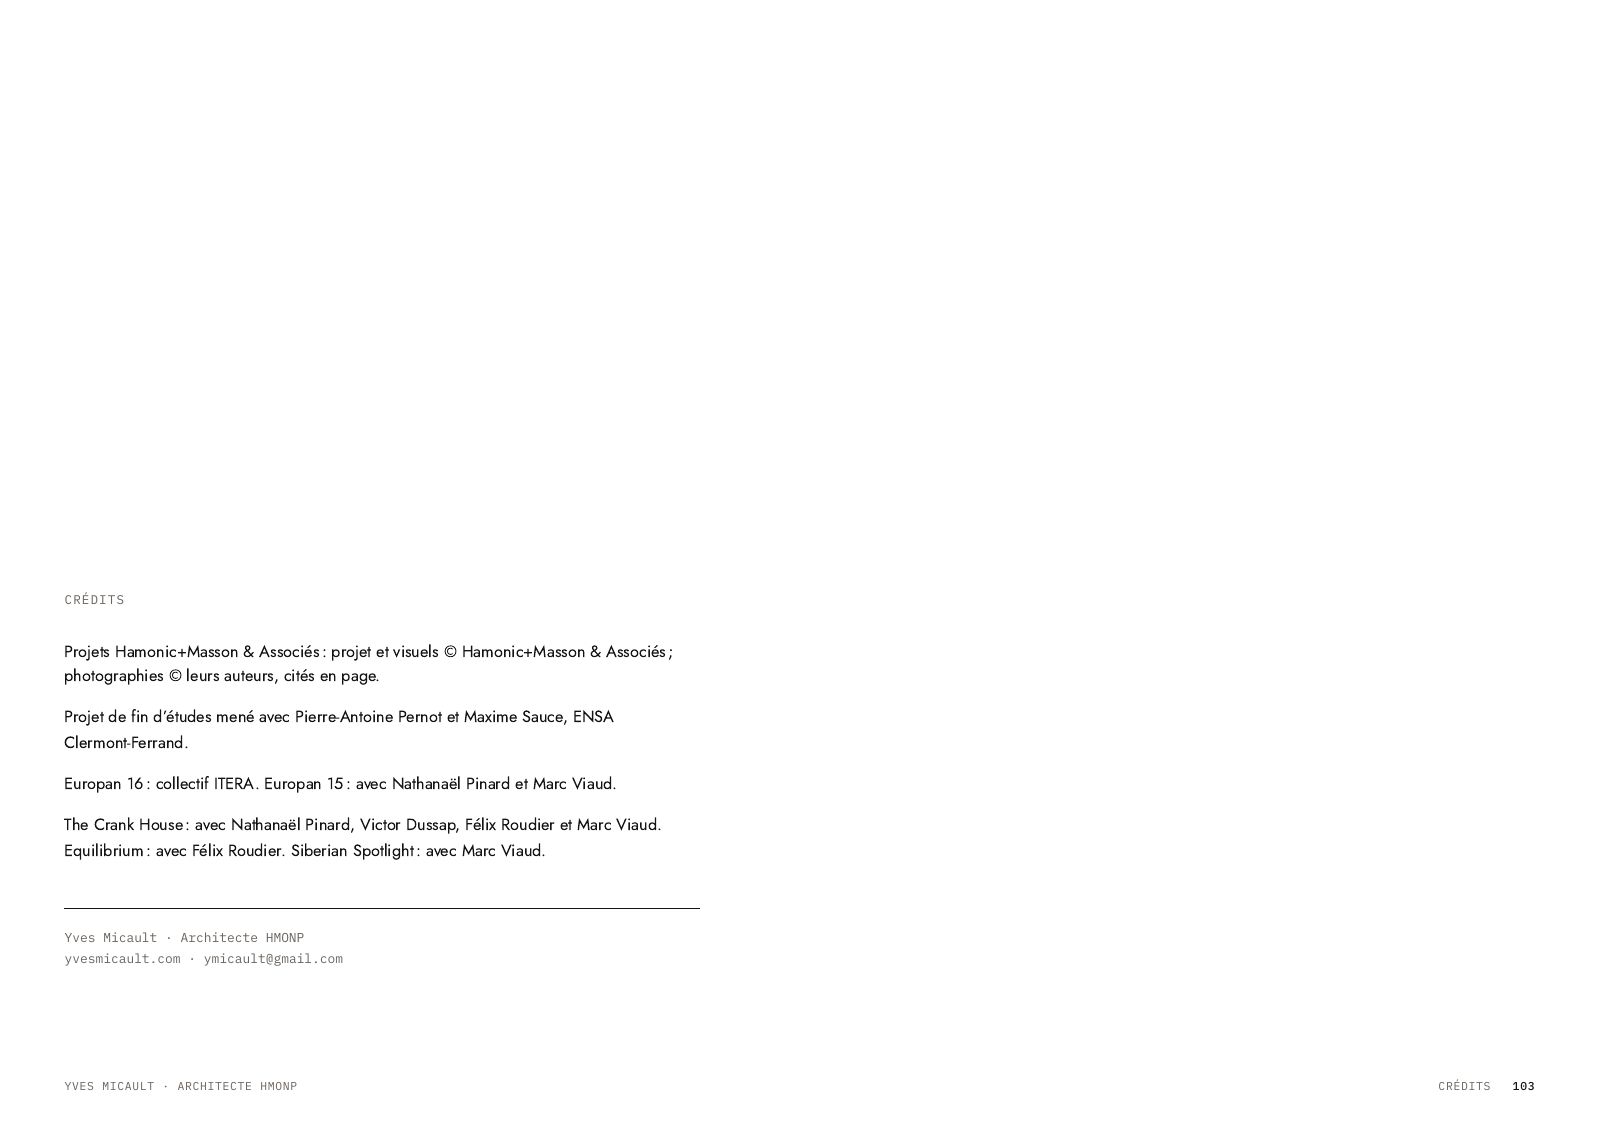 CRÉDITS
Projets Hamonic+Masson & Associés : projet et visuels © Hamonic+Masson & Associés ;
photographies © leurs auteurs, cités en page.
Projet de fin d’études mené avec Pierre-Antoine Pernot et Maxime Sauce, ENSA
Clermont-Ferrand.
Europan 16 : collectif ITERA. Europan 15 : avec Nathanaël Pinard et Marc Viaud.
The Crank House : avec Nathanaël Pinard, Victor Dussap, Félix Roudier et Marc Viaud.
Equilibrium : avec Félix Roudier. Siberian Spotlight : avec Marc Viaud.
Yves Micault · Architecte HMONP
yvesmicault.com · ymicault@gmail.com
YVES MICAULT · ARCHITECTE HMONP
CRÉDITS 103